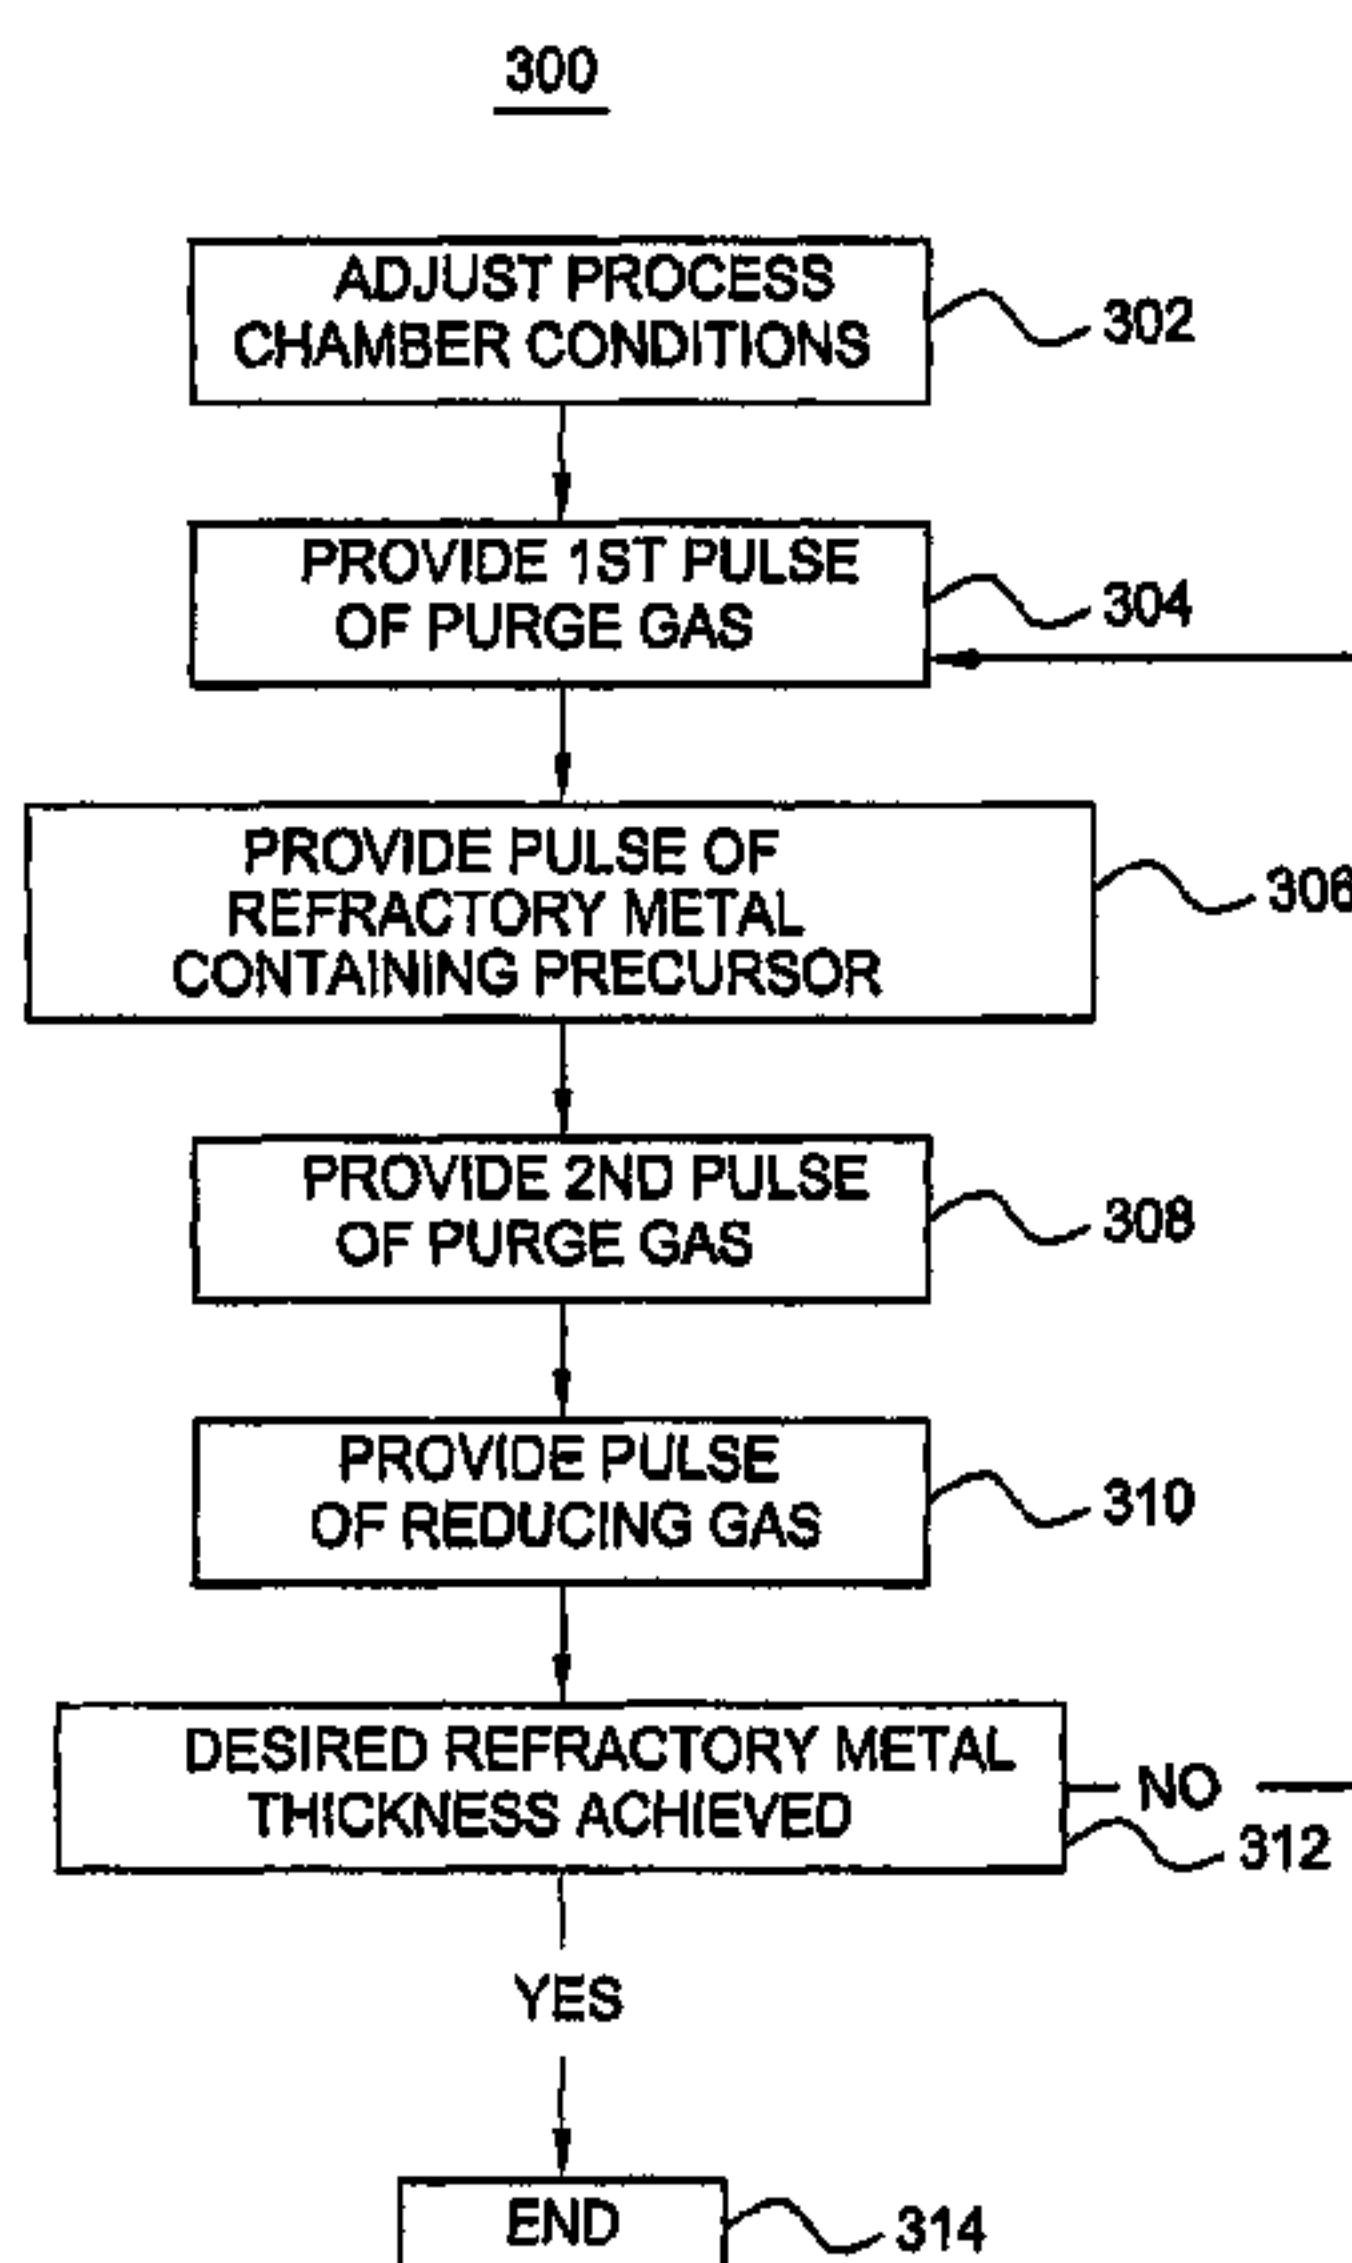 300
ADJUST PROCESS
CHAMBER CONDITIONS
302
PROVIDE 1ST PULSE
OF PURGE GAS
304
PROVIDE PULSE OF
REFRACTORY METAL
CONTAINING PRECURSOR
306
PROVIDE 2ND PULSE
OF PURGE GAS
308
PROVIDE PULSE
OF REDUCING GAS
310
DESIRED REFRACTORY METAL
THICKNESS ACHIEVED
NO
312
YES
END
314